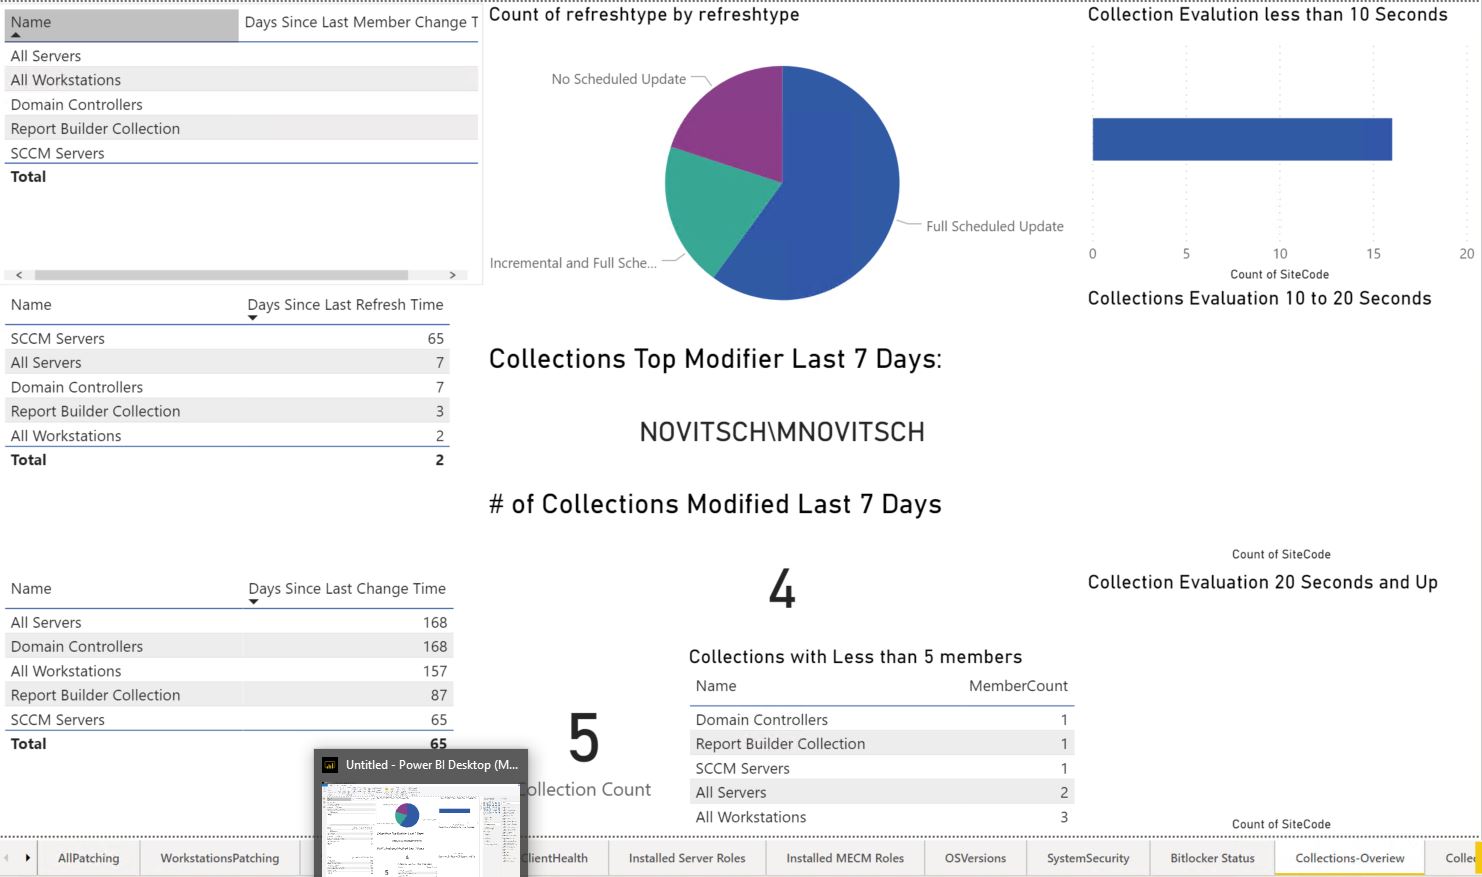 Name Days Since Last Member Change T
All Servers
All Workstations
Domain Controllers
Report Builder Collection
SCCM Servers
Total
Name Days Since Last Refresh Time
SCCM Servers 65
All Servers 7
Domain Controllers 7
Report Builder Collection 3
All Workstations 2
Total 2
Name Days Since Last Change Time
All Servers 168
Domain Controllers 168
All Workstations 157
Report Builder Collection 87
SCCM Servers 65
Total 65
Count of refreshtype by refreshtype
No Scheduled Update
Full Scheduled Update
Incremental and Full Sche...
Collections Top Modifier Last 7 Days:
NOVITSCH\MNOVITSCH
# of Collections Modified Last 7 Days
4
5
ollection Count
Collections with Less than 5 members
Name MemberCount
Domain Controllers 1
Report Builder Collection 1
SCCM Servers 1
All Servers 2
All Workstations 3
Collection Evalution less than 10 Seconds
0 5 10 15 20
Count of SiteCode
Collections Evaluation 10 to 20 Seconds
Count of SiteCode
Collection Evaluation 20 Seconds and Up
Count of SiteCode
Untitled - Power BI Desktop (M...
AllPatching WorkstationsPatching ClientHealth Installed Server Roles Installed MECM Roles OSVersions SystemSecurity Bitlocker Status Collections-Overiew Collec